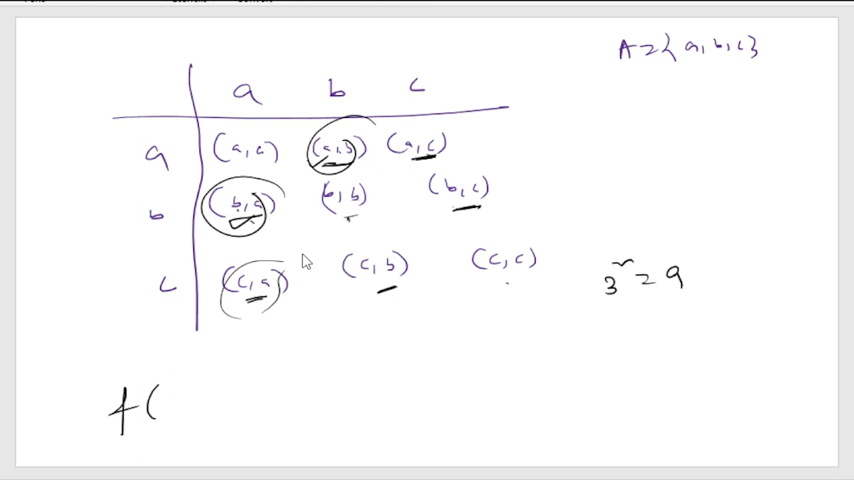 A = { a, b, c }
a b c
a (a,a) (a,b) (a,c)
b (b,a) (b,b) (b,c)
c (c,a) (c,b) (c,c)
3² = 9
f(